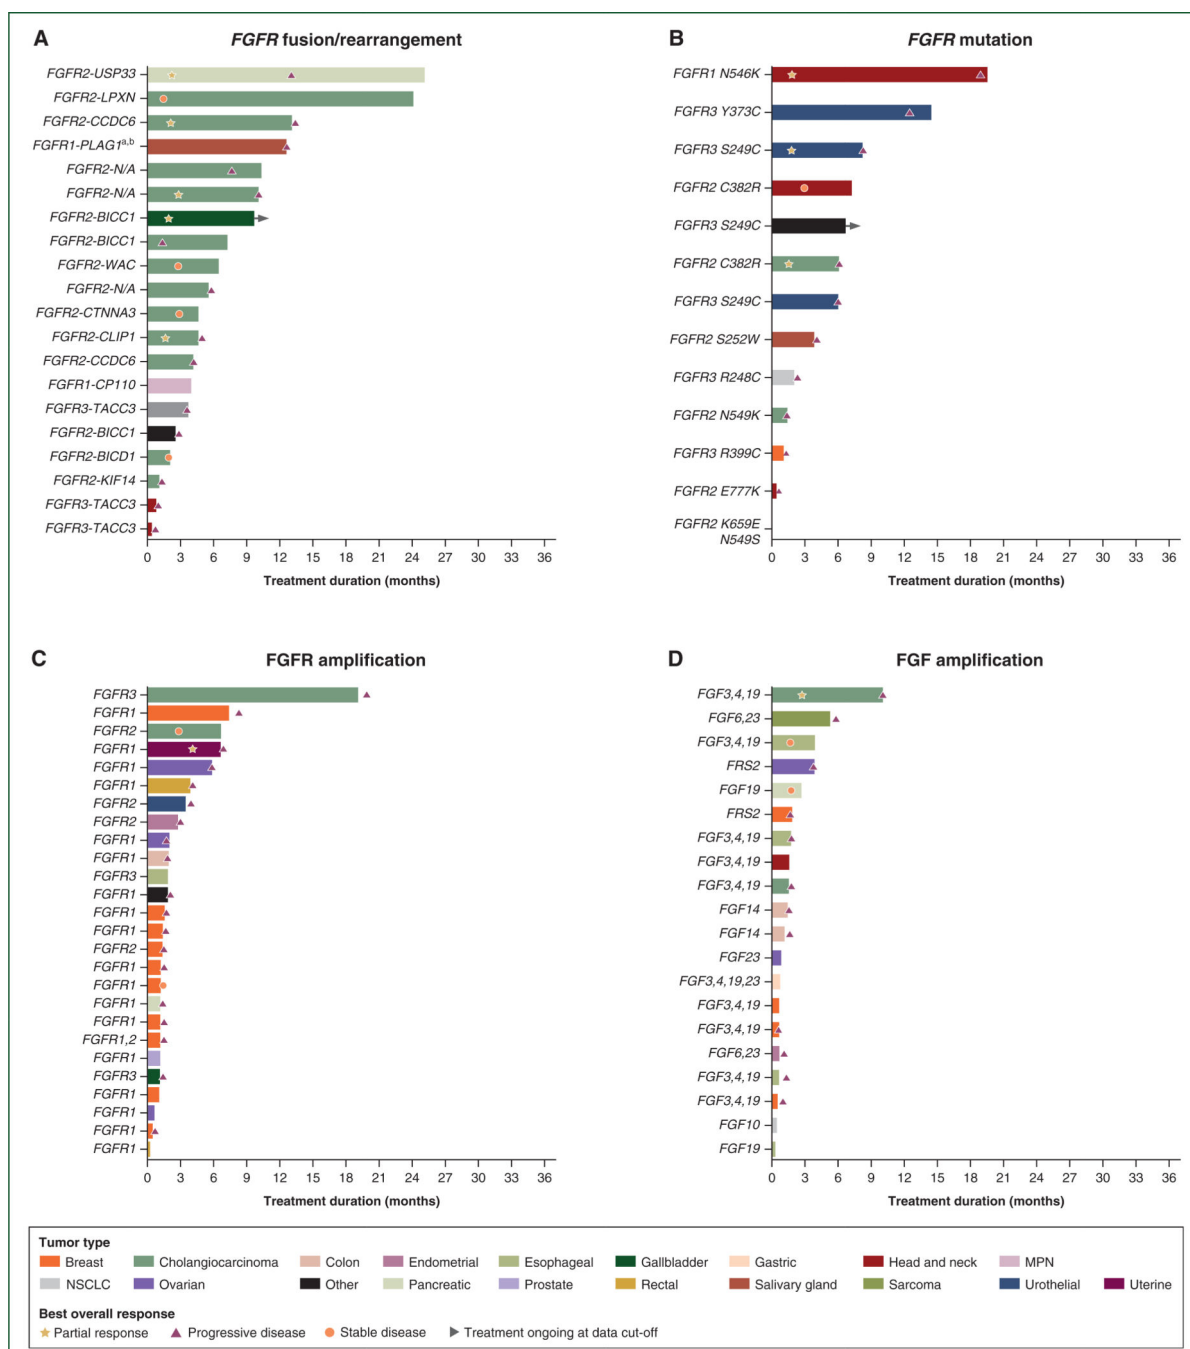 A
FGFR fusion/rearrangement
FGFR2-USP33
FGFR2-LPXN
FGFR2-CCDC6
FGFR1-PLAG1a,b
FGFR2-N/A
FGFR2-N/A
FGFR2-BICC1
FGFR2-BICC1
FGFR2-WAC
FGFR2-N/A
FGFR2-CTNNA3
FGFR2-CLIP1
FGFR2-CCDC6
FGFR1-CP110
FGFR3-TACC3
FGFR2-BICC1
FGFR2-BICD1
FGFR2-KIF14
FGFR3-TACC3
FGFR3-TACC3
0 3 6 9 12 15 18 21 24 27 30 33 36
Treatment duration (months)
B
FGFR mutation
FGFR1 N546K
FGFR3 Y373C
FGFR3 S249C
FGFR2 C382R
FGFR3 S249C
FGFR2 C382R
FGFR3 S249C
FGFR2 S252W
FGFR3 R248C
FGFR2 N549K
FGFR3 R399C
FGFR2 E777K
FGFR2 K659E
N549S
0 3 6 9 12 15 18 21 24 27 30 33 36
Treatment duration (months)
C
FGFR amplification
FGFR3
FGFR1
FGFR2
FGFR1
FGFR1
FGFR1
FGFR2
FGFR2
FGFR1
FGFR1
FGFR3
FGFR1
FGFR1
FGFR1
FGFR2
FGFR1
FGFR1
FGFR1
FGFR1
FGFR1,2
FGFR1
FGFR3
FGFR1
FGFR1
FGFR1
FGFR1
0 3 6 9 12 15 18 21 24 27 30 33 36
Treatment duration (months)
D
FGF amplification
FGF3,4,19
FGF6,23
FGF3,4,19
FRS2
FGF19
FRS2
FGF3,4,19
FGF3,4,19
FGF3,4,19
FGF14
FGF14
FGF23
FGF3,4,19,23
FGF3,4,19
FGF3,4,19
FGF6,23
FGF3,4,19
FGF3,4,19
FGF10
FGF19
0 3 6 9 12 15 18 21 24 27 30 33 36
Treatment duration (months)
Tumor type
Breast Cholangiocarcinoma Colon Endometrial Esophageal Gallbladder Gastric Head and neck MPN
NSCLC Ovarian Other Pancreatic Prostate Rectal Salivary gland Sarcoma Urothelial Uterine
Best overall response
Partial response Progressive disease Stable disease Treatment ongoing at data cut-off